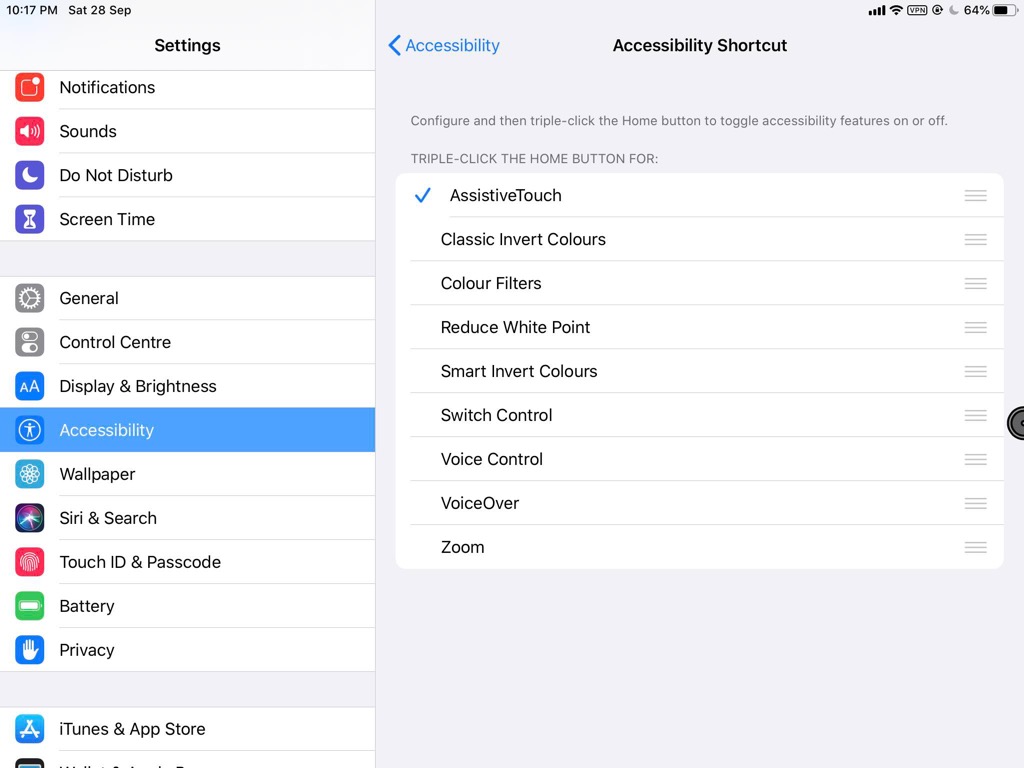 10:17 PM Sat 28 Sep
VPN 64%
Settings
Notifications
Sounds
Do Not Disturb
Screen Time
General
Control Centre
AA Display & Brightness
Accessibility
Wallpaper
Siri & Search
Touch ID & Passcode
Battery
Privacy
iTunes & App Store
Accessibility
Accessibility Shortcut
Configure and then triple-click the Home button to toggle accessibility features on or off.
TRIPLE-CLICK THE HOME BUTTON FOR:
AssistiveTouch
Classic Invert Colours
Colour Filters
Reduce White Point
Smart Invert Colours
Switch Control
Voice Control
VoiceOver
Zoom